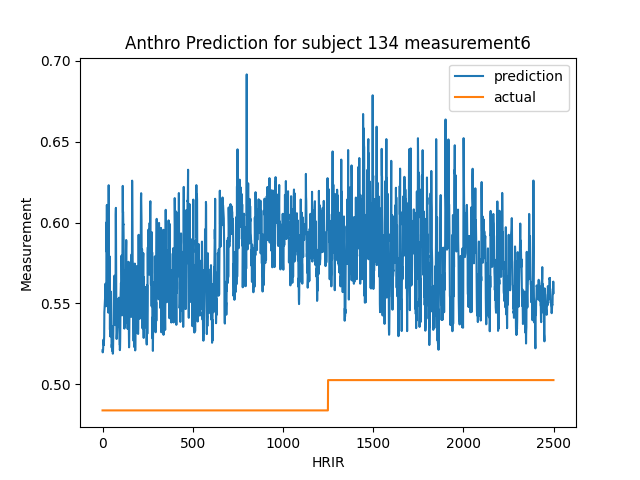 Anthro Prediction for subject 134 measurement6
prediction
actual
0.70
0.65
0.60
0.55
0.50
Measurement
0
500
1000
1500
2000
2500
HRIR